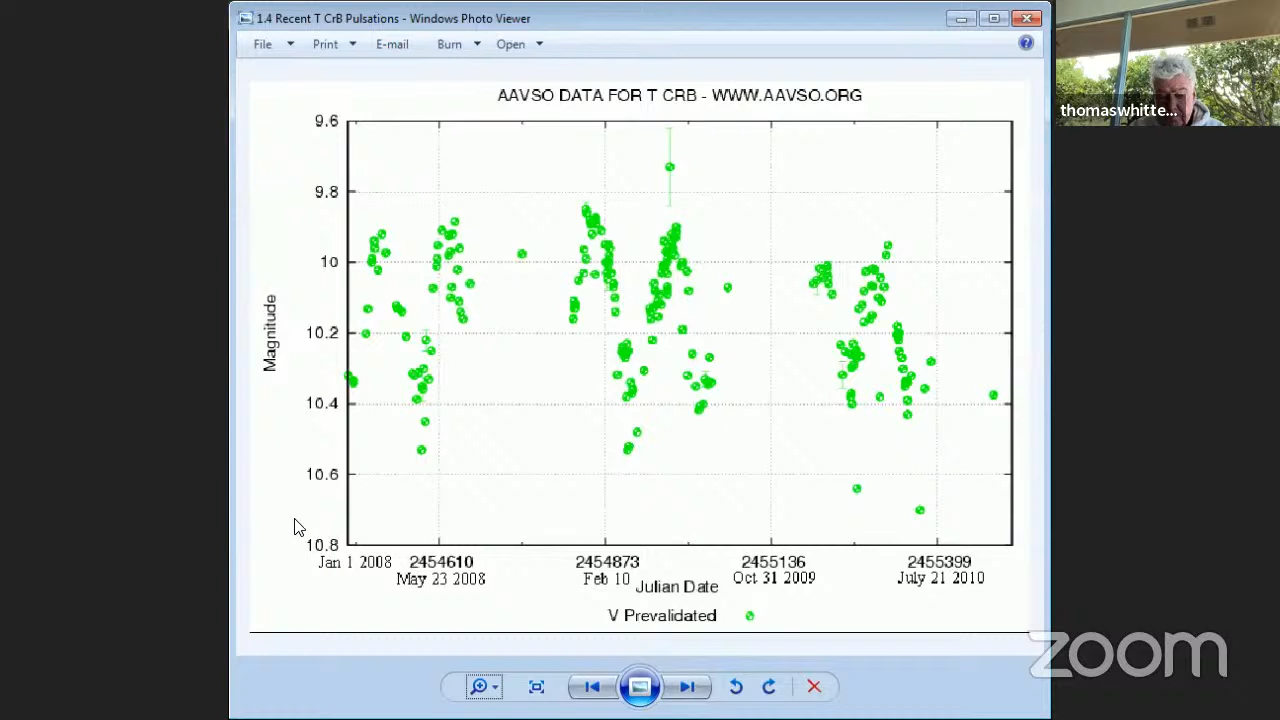 1.4 Recent T CrB Pulsations - Windows Photo Viewer
File Print E-mail Burn Open
thomaswhitte...
AAVSO DATA FOR T CRB - WWW.AAVSO.ORG
9.6
9.8
10
10.2
10.4
10.6
10.8
Magnitude
Jan 1 2008 2454610 2454873 2455136 2455399
May 23 2008 Feb 10 Oct 31 2009 July 21 2010
Julian Date
V Prevalidated
zoom